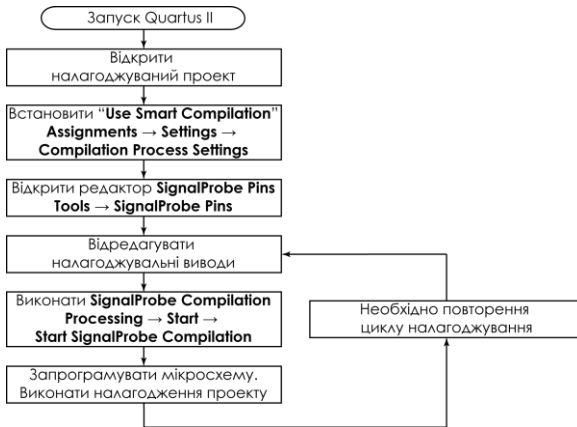 Запуск Quartus II
Відкрити
налагоджуваний проект
Встановити “Use Smart Compilation”
Assignments → Settings →
Compilation Process Settings
Відкрити редактор SignalProbe Pins
Tools → SignalProbe Pins
Відредагувати
налагоджувальні виводи
Виконати SignalProbe Compilation
Processing → Start →
Start SignalProbe Compilation
Запрограмувати мікросхему.
Виконати налагодження проекту
Необхідно повторення
циклу налагоджування